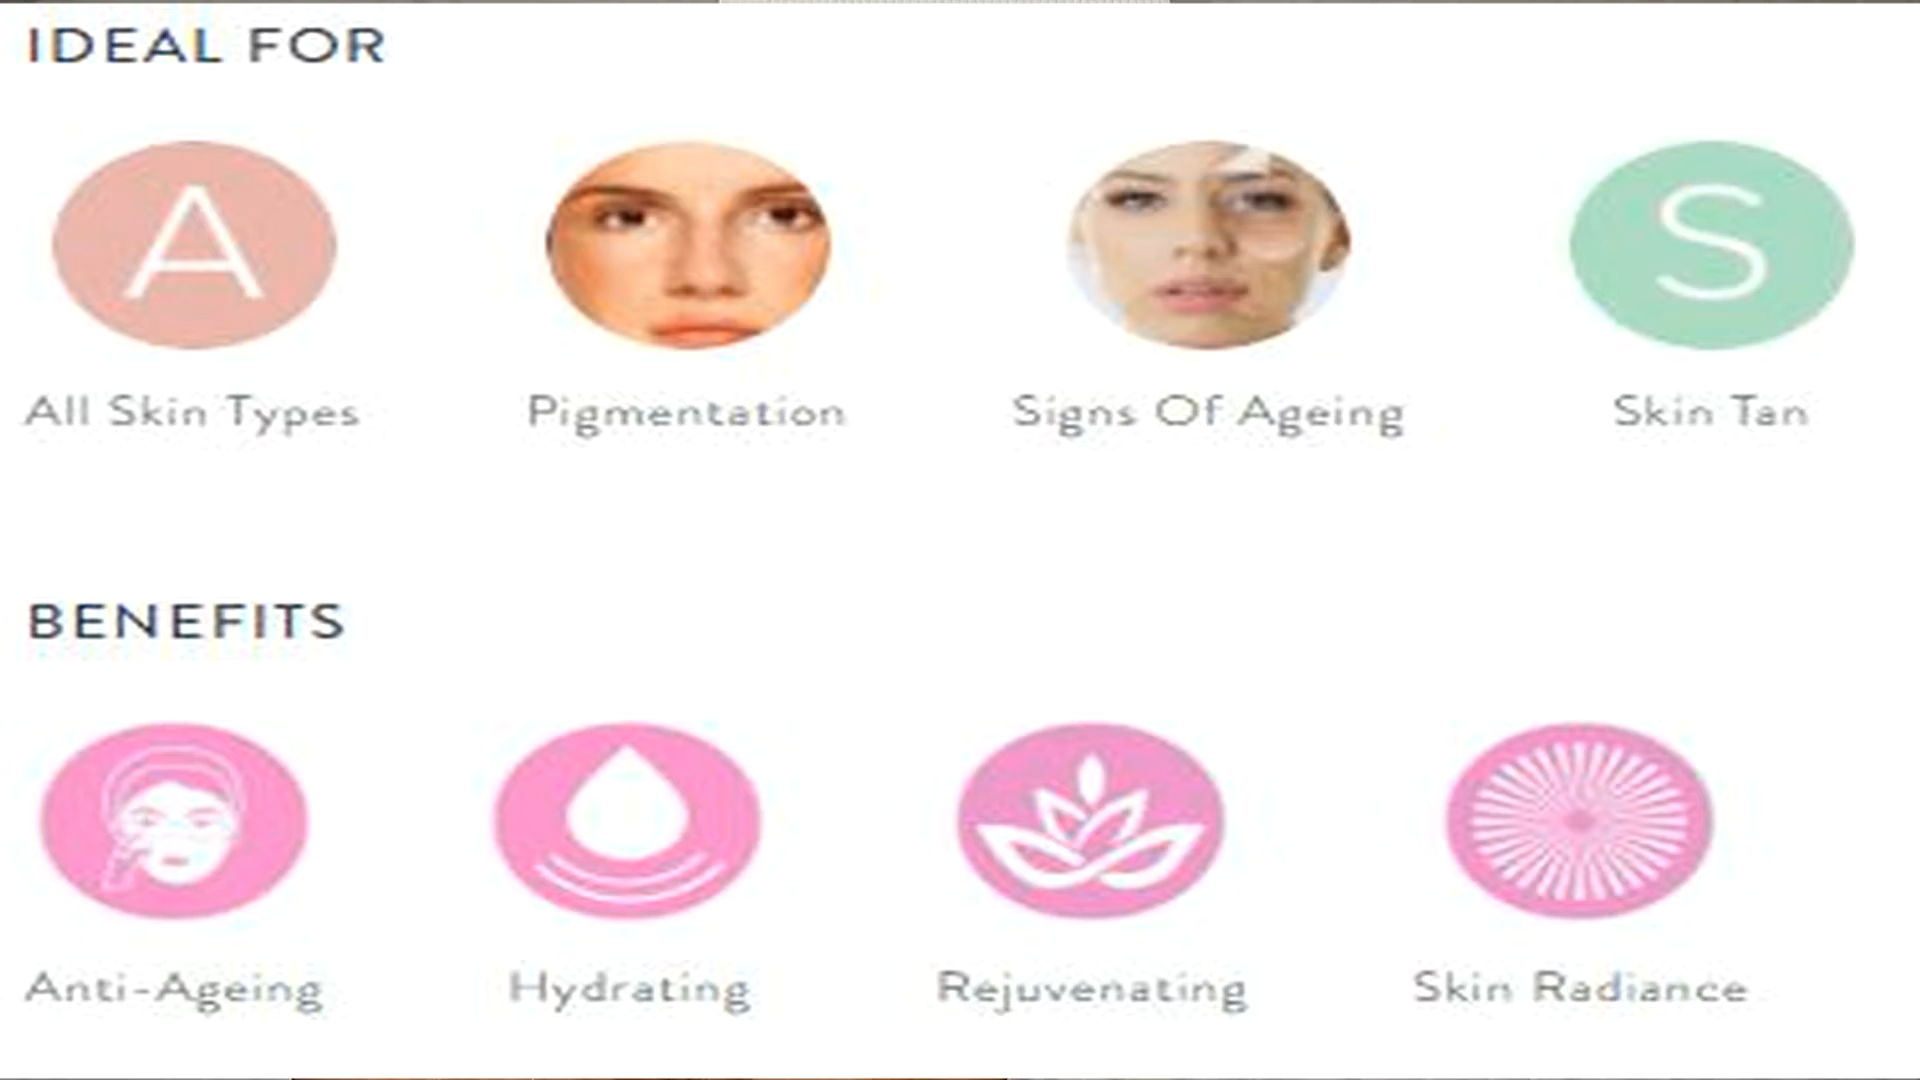 IDEAL FOR
A
S
All Skin Types
Pigmentation
Signs Of Ageing
Skin Tan
BENEFITS
Anti-Ageing
Hydrating
Rejuvenating
Skin Radiance